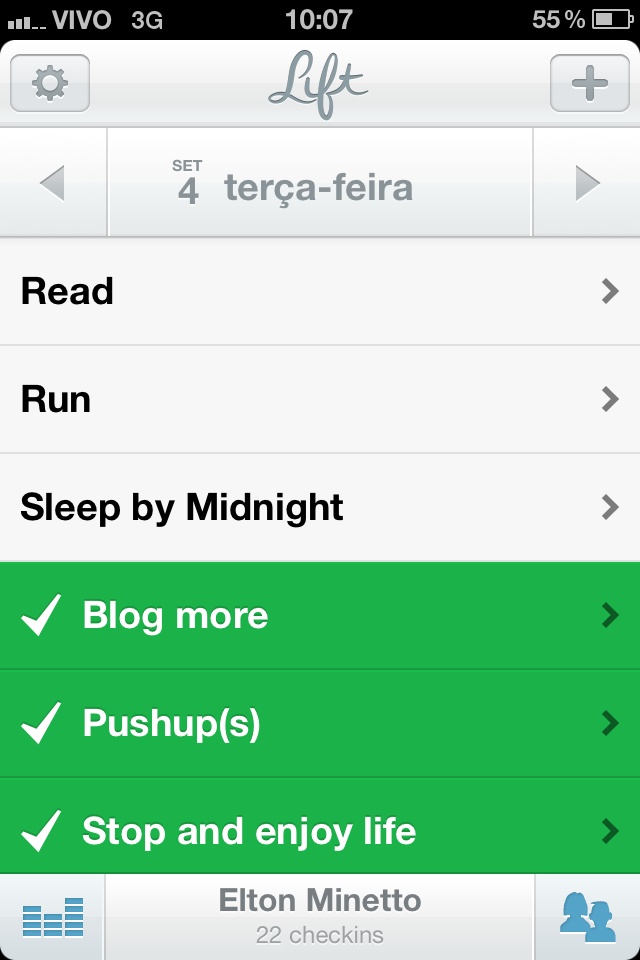 VIVO 3G 10:07 55 %
Lift
SET
4 terça-feira
Read
Run
Sleep by Midnight
Blog more
Pushup(s)
Stop and enjoy life
Elton Minetto
22 checkins